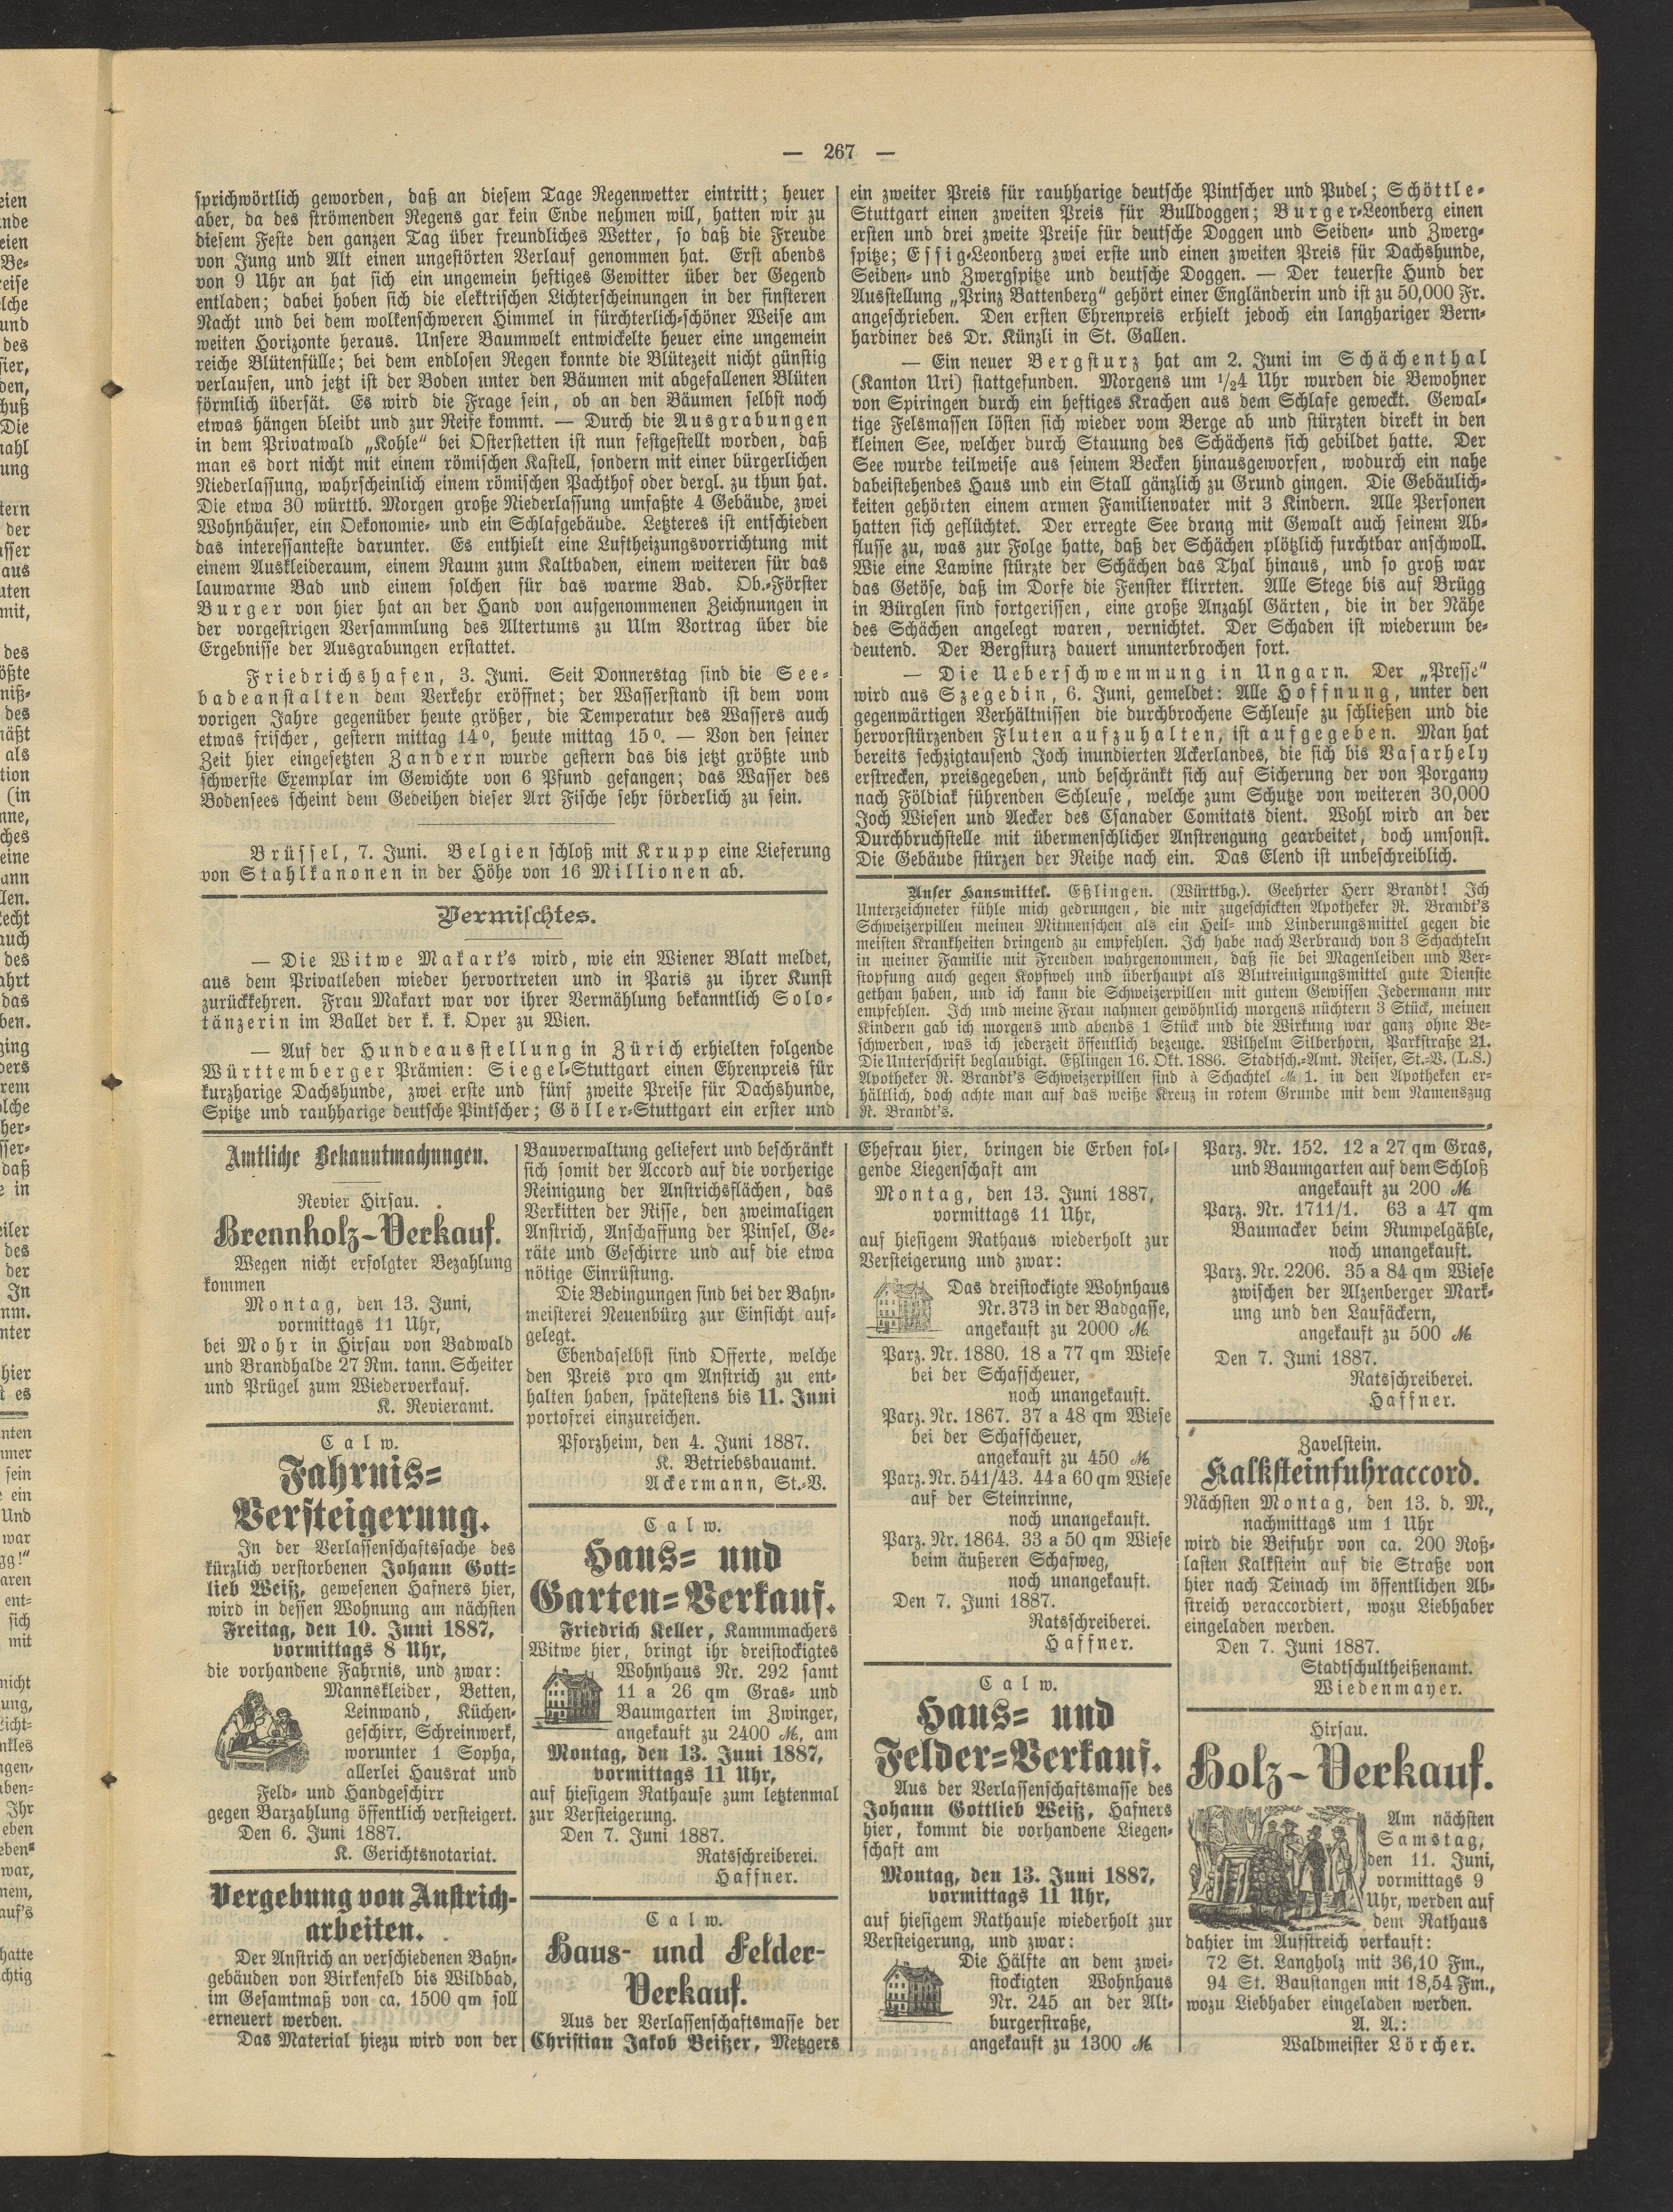 — 267 —
sprichwörtlich geworden, daß an diesem Tage Regenwetter eintritt; heuer
aber, da des strömenden Regens gar kein Ende nehmen will, hatten wir zu
diesem Feste den ganzen Tag über freundliches Wetter, so daß die Freude
von Jung und Alt einen ungestörten Verlauf genommen hat. Erst abends
von 9 Uhr an hat sich ein ungemein heftiges Gewitter über der Gegend
entladen; dabei hoben sich die elektrischen Lichterscheinungen in der finsteren
Nacht und bei dem wolkenschweren Himmel in fürchterlich-schöner Weise am
weiten Horizonte heraus. Unsere Baumwelt entwickelte heuer eine ungemein
reiche Blütenfülle; bei dem endlosen Regen konnte die Blütezeit nicht günstig
verlaufen, und jetzt ist der Boden unter den Bäumen mit abgefallenen Blüten
förmlich übersät. Es wird die Frage sein, ob an den Bäumen selbst noch
etwas hängen bleibt und zur Reife kommt. — Durch die Ausgrabungen
in dem Privatwald „Kohle“ bei Osterstetten ist nun festgestellt worden, daß
man es dort nicht mit einem römischen Kastell, sondern mit einer bürgerlichen
Niederlassung, wahrscheinlich einem römischen Pachthof oder dergl. zu thun hat.
Die etwa 30 württb. Morgen große Niederlassung umfaßte 4 Gebäude, zwei
Wohnhäuser, ein Oekonomie- und ein Schlafgebäude. Letzteres ist entschieden
das interessanteste darunter. Es enthielt eine Luftheizungsvorrichtung mit
einem Auskleideraum, einem Raum zum Kaltbaden, einem weiteren für das
lauwarme Bad und einem solchen für das warme Bad. Ob.-Förster
Burger von hier hat an der Hand von aufgenommenen Zeichnungen in
der vorgestrigen Versammlung des Altertums zu Ulm Vortrag über die
Ergebnisse der Ausgrabungen erstattet.
Friedrichshafen, 3. Juni. Seit Donnerstag sind die See-
badeanstalten dem Verkehr eröffnet; der Wasserstand ist dem vom
vorigen Jahre gegenüber heute größer, die Temperatur des Wassers auch
etwas frischer, gestern mittag 14°, heute mittag 15°. — Von den seiner
Zeit hier eingesetzten Zandern wurde gestern das bis jetzt größte und
schwerste Exemplar im Gewichte von 6 Pfund gefangen; das Wasser des
Bodensees scheint dem Gedeihen dieser Art Fische sehr förderlich zu sein.
Brüssel, 7. Juni. Belgien schloß mit Krupp eine Lieferung
von Stahlkanonen in der Höhe von 16 Millionen ab.
Vermischtes.
— Die Witwe Makart's wird, wie ein Wiener Blatt meldet,
aus dem Privatleben wieder hervortreten und in Paris zu ihrer Kunst
zurückkehren. Frau Makart war vor ihrer Vermählung bekanntlich Solo-
tänzerin im Ballet der k. k. Oper zu Wien.
— Auf der Hundeausstellung in Zürich erhielten folgende
Württemberger Prämien: Siegel-Stuttgart einen Ehrenpreis für
kurzharige Dachshunde, zwei erste und fünf zweite Preise für Dachshunde,
Spitze und rauhharige deutsche Pintscher; Göller-Stuttgart ein erster und
ein zweiter Preis für rauhharige deutsche Pintscher und Pudel; Schöttle-
Stuttgart einen zweiten Preis für Bulldoggen; Burger-Leonberg einen
ersten und drei zweite Preise für deutsche Doggen und Seiden- und Zwerg-
spitze; Essig-Leonberg zwei erste und einen zweiten Preis für Dachshunde,
Seiden- und Zwergspitze und deutsche Doggen. — Der teuerste Hund der
Ausstellung „Prinz Battenberg“ gehört einer Engländerin und ist zu 50,000 Fr.
angeschrieben. Den ersten Ehrenpreis erhielt jedoch ein langhariger Bern-
hardiner des Dr. Künzli in St. Gallen.
— Ein neuer Bergsturz hat am 2. Juni im Schächenthal
(Kanton Uri) stattgefunden. Morgens um 1/24 Uhr wurden die Bewohner
von Spiringen durch ein heftiges Krachen aus dem Schlafe geweckt. Gewal-
tige Felsmassen lösten sich wieder vom Berge ab und stürzten direkt in den
kleinen See, welcher durch Stauung des Schächens sich gebildet hatte. Der
See wurde teilweise aus seinem Becken hinausgeworfen, wodurch ein nahe
dabeistehendes Haus und ein Stall gänzlich zu Grund gingen. Die Gebäulich-
keiten gehörten einem armen Familienvater mit 3 Kindern. Alle Personen
hatten sich geflüchtet. Der erregte See drang mit Gewalt auch seinem Ab-
flusse zu, was zur Folge hatte, daß der Schächen plötzlich furchtbar anschwoll.
Wie eine Lawine stürzte der Schächen das Thal hinaus, und so groß war
das Getöse, daß im Dorfe die Fenster klirrten. Alle Stege bis auf Brügg
in Bürglen sind fortgerissen, eine große Anzahl Gärten, die in der Nähe
des Schächen angelegt waren, vernichtet. Der Schaden ist wiederum be-
deutend. Der Bergsturz dauert ununterbrochen fort.
— Die Ueberschwemmung in Ungarn. Der „Presse“
wird aus Szegedin, 6. Juni, gemeldet: Alle Hoffnung, unter den
gegenwärtigen Verhältnissen die durchbrochene Schleuse zu schließen und die
hervorstürzenden Fluten aufzuhalten, ist aufgegeben. Man hat
bereits sechzigtausend Joch inundierten Ackerlandes, die sich bis Vasarhely
erstrecken, preisgegeben, und beschränkt sich auf Sicherung der von Porgany
nach Földiak führenden Schleuse, welche zum Schutze von weiteren 30,000
Joch Wiesen und Aecker des Csanader Comitats dient. Wohl wird an der
Durchbruchstelle mit übermenschlicher Anstrengung gearbeitet, doch umsonst.
Die Gebäude stürzen der Reihe nach ein. Das Elend ist unbeschreiblich.
Unser Hausmittel. Eßlingen. (Württbg.). Geehrter Herr Brandt! Ich
Unterzeichneter fühle mich gedrungen, die mir zugeschickten Apotheker R. Brandt's
Schweizerpillen meinen Mitmenschen als ein Heil- und Linderungsmittel gegen die
meisten Krankheiten dringend zu empfehlen. Ich habe nach Verbrauch von 3 Schachteln
in meiner Familie mit Freuden wahrgenommen, daß sie bei Magenleiden und Ver-
stopfung auch gegen Kopfweh und überhaupt als Blutreinigungsmittel gute Dienste
gethan haben, und ich kann die Schweizerpillen mit gutem Gewissen Jedermann nur
empfehlen. Ich und meine Frau nahmen gewöhnlich morgens nüchtern 3 Stück, meinen
Kindern gab ich morgens und abends 1 Stück und die Wirkung war ganz ohne Be-
schwerden, was ich jederzeit öffentlich bezeuge. Wilhelm Silberhorn, Parkstraße 21.
Die Unterschrift beglaubigt. Eßlingen 16. Okt. 1886. Stadtsch.-Amt. Reiser, St.-V. (L.S.)
Apotheker R. Brandt's Schweizerpillen sind à Schachtel ℳ 1. in den Apotheken er-
hältlich, doch achte man auf das weiße Kreuz in rotem Grunde mit dem Namenszug
R. Brandt's.
Amtliche Bekanntmachungen.
Revier Hirsau.
Brennholz-Verkauf.
Wegen nicht erfolgter Bezahlung
kommen
Montag, den 13. Juni,
vormittags 11 Uhr,
bei Mohr in Hirsau von Badwald
und Brandhalde 27 Rm. tann. Scheiter
und Prügel zum Wiederverkauf.
K. Revieramt.
Calw.
Fahrnis-
Versteigerung.
In der Verlassenschaftssache des
kürzlich verstorbenen Johann Gott-
lieb Weiß, gewesenen Hafners hier,
wird in dessen Wohnung am nächsten
Freitag, den 10. Juni 1887,
vormittags 8 Uhr,
die vorhandene Fahrnis, und zwar:
Mannskleider, Betten,
Leinwand, Küchen-
geschirr, Schreinwerk,
worunter 1 Sopha,
allerlei Hausrat und
Feld- und Handgeschirr
gegen Barzahlung öffentlich versteigert.
Den 6. Juni 1887.
K. Gerichtsnotariat.
Vergebung von Anstrich-
arbeiten.
Der Anstrich an verschiedenen Bahn-
gebäuden von Birkenfeld bis Wildbad,
im Gesamtmaß von ca. 1500 qm soll
erneuert werden.
Das Material hiezu wird von der
Bauverwaltung geliefert und beschränkt
sich somit der Accord auf die vorherige
Reinigung der Anstrichsflächen, das
Verkitten der Risse, den zweimaligen
Anstrich, Anschaffung der Pinsel, Ge-
räte und Geschirre und auf die etwa
nötige Einrüstung.
Die Bedingungen sind bei der Bahn-
meisterei Neuenbürg zur Einsicht auf-
gelegt.
Ebendaselbst sind Offerte, welche
den Preis pro qm Anstrich zu ent-
halten haben, spätestens bis 11. Juni
portofrei einzureichen.
Pforzheim, den 4. Juni 1887.
K. Betriebsbauamt.
Ackermann, St.-V.
Calw.
Haus- und
Garten-Verkauf.
Friedrich Keller, Kammmachers
Witwe hier, bringt ihr dreistockigtes
Wohnhaus Nr. 292 samt
11 a 26 qm Gras- und
Baumgarten im Zwinger,
angekauft zu 2400 ℳ, am
Montag, den 13. Juni 1887,
vormittags 11 Uhr,
auf hiesigem Rathause zum letztenmal
zur Versteigerung.
Den 7. Juni 1887.
Ratsschreiberei.
Haffner.
Calw.
Haus- und Felder-
Verkauf.
Aus der Verlassenschaftsmasse der
Christian Jakob Beißer, Metzgers
Ehefrau hier, bringen die Erben fol-
gende Liegenschaft am
Montag, den 13. Juni 1887,
vormittags 11 Uhr,
auf hiesigem Rathaus wiederholt zur
Versteigerung und zwar:
Das dreistockigte Wohnhaus
Nr. 373 in der Badgasse,
angekauft zu 2000 ℳ
Parz. Nr. 1880. 18 a 77 qm Wiese
bei der Schafscheuer,
noch unangekauft.
Parz. Nr. 1867. 37 a 48 qm Wiese
bei der Schafscheuer,
angekauft zu 450 ℳ
Parz. Nr. 541/43. 44 a 60 qm Wiese
auf der Steinrinne,
noch unangekauft.
Parz. Nr. 1864. 33 a 50 qm Wiese
beim äußeren Schafweg,
noch unangekauft.
Den 7. Juni 1887.
Ratsschreiberei.
Haffner.
Calw.
Haus- und
Felder-Verkauf.
Aus der Verlassenschaftsmasse des
Johann Gottlieb Weiß, Hafners
hier, kommt die vorhandene Liegen-
schaft am
Montag, den 13. Juni 1887,
vormittags 11 Uhr,
auf hiesigem Rathause wiederholt zur
Versteigerung, und zwar:
Die Hälfte an dem zwei-
stockigten Wohnhaus
Nr. 245 an der Alt-
burgerstraße,
angekauft zu 1300 ℳ
Parz. Nr. 152. 12 a 27 qm Gras,
und Baumgarten auf dem Schloß
angekauft zu 200 ℳ
Parz. Nr. 1711/1. 63 a 47 qm
Baumacker beim Rumpelgäßle,
noch unangekauft.
Parz. Nr. 2206. 35 a 84 qm Wiese
zwischen der Alzenberger Mark-
ung und den Laufäckern,
angekauft zu 500 ℳ
Den 7. Juni 1887.
Ratsschreiberei.
Haffner.
Zavelstein.
Kalksteinfuhraccord.
Nächsten Montag, den 13. d. M.,
nachmittags um 1 Uhr
wird die Beifuhr von ca. 200 Roß-
lasten Kalkstein auf die Straße von
hier nach Teinach im öffentlichen Ab-
streich veraccordiert, wozu Liebhaber
eingeladen werden.
Den 7. Juni 1887.
Stadtschultheißenamt.
Wiedenmayer.
Hirsau.
Holz-Verkauf.
Am nächsten
Samstag,
den 11. Juni,
vormittags 9
Uhr, werden auf
dem Rathaus
dahier im Aufstreich verkauft:
72 St. Langholz mit 36,10 Fm.,
94 St. Baustangen mit 18,54 Fm.,
wozu Liebhaber eingeladen werden.
A. A.:
Waldmeister Lörcher.